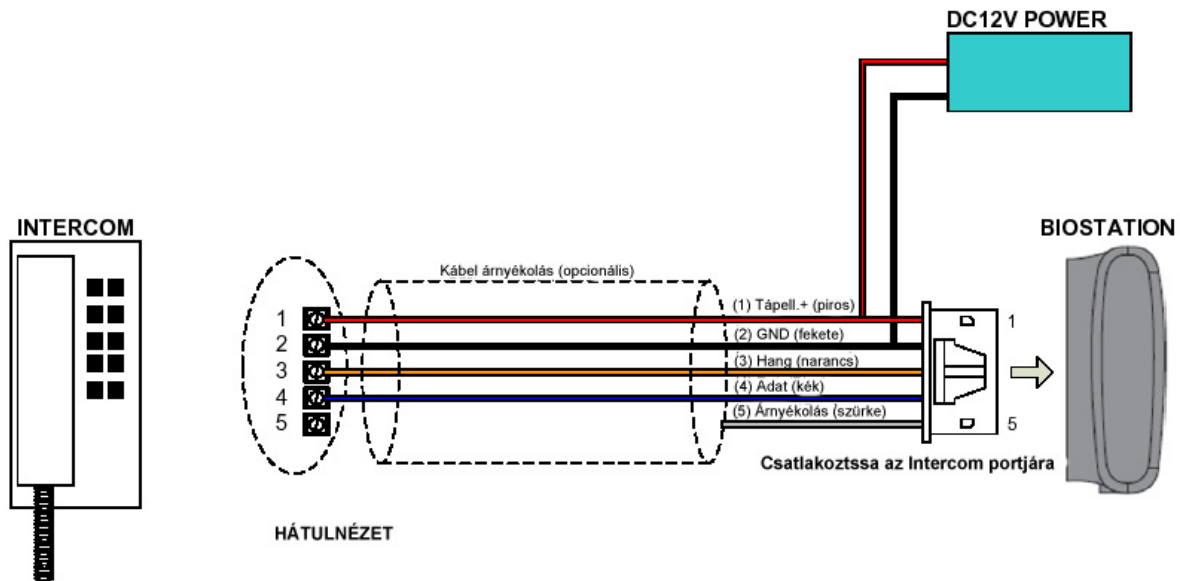 DC12V POWER
INTERCOM
BIOSTATION
Kábel árnyékolás (opcionális)
(1) Tápell.+ (piros)
1
1
(2) GND (fekete)
2
(3) Hang (narancs)
3
(4) Adat (kék)
4
(5) Árnyékolás (szürke)
5
5
Csatlakoztssa az Intercom portjára
HÁTULNÉZET